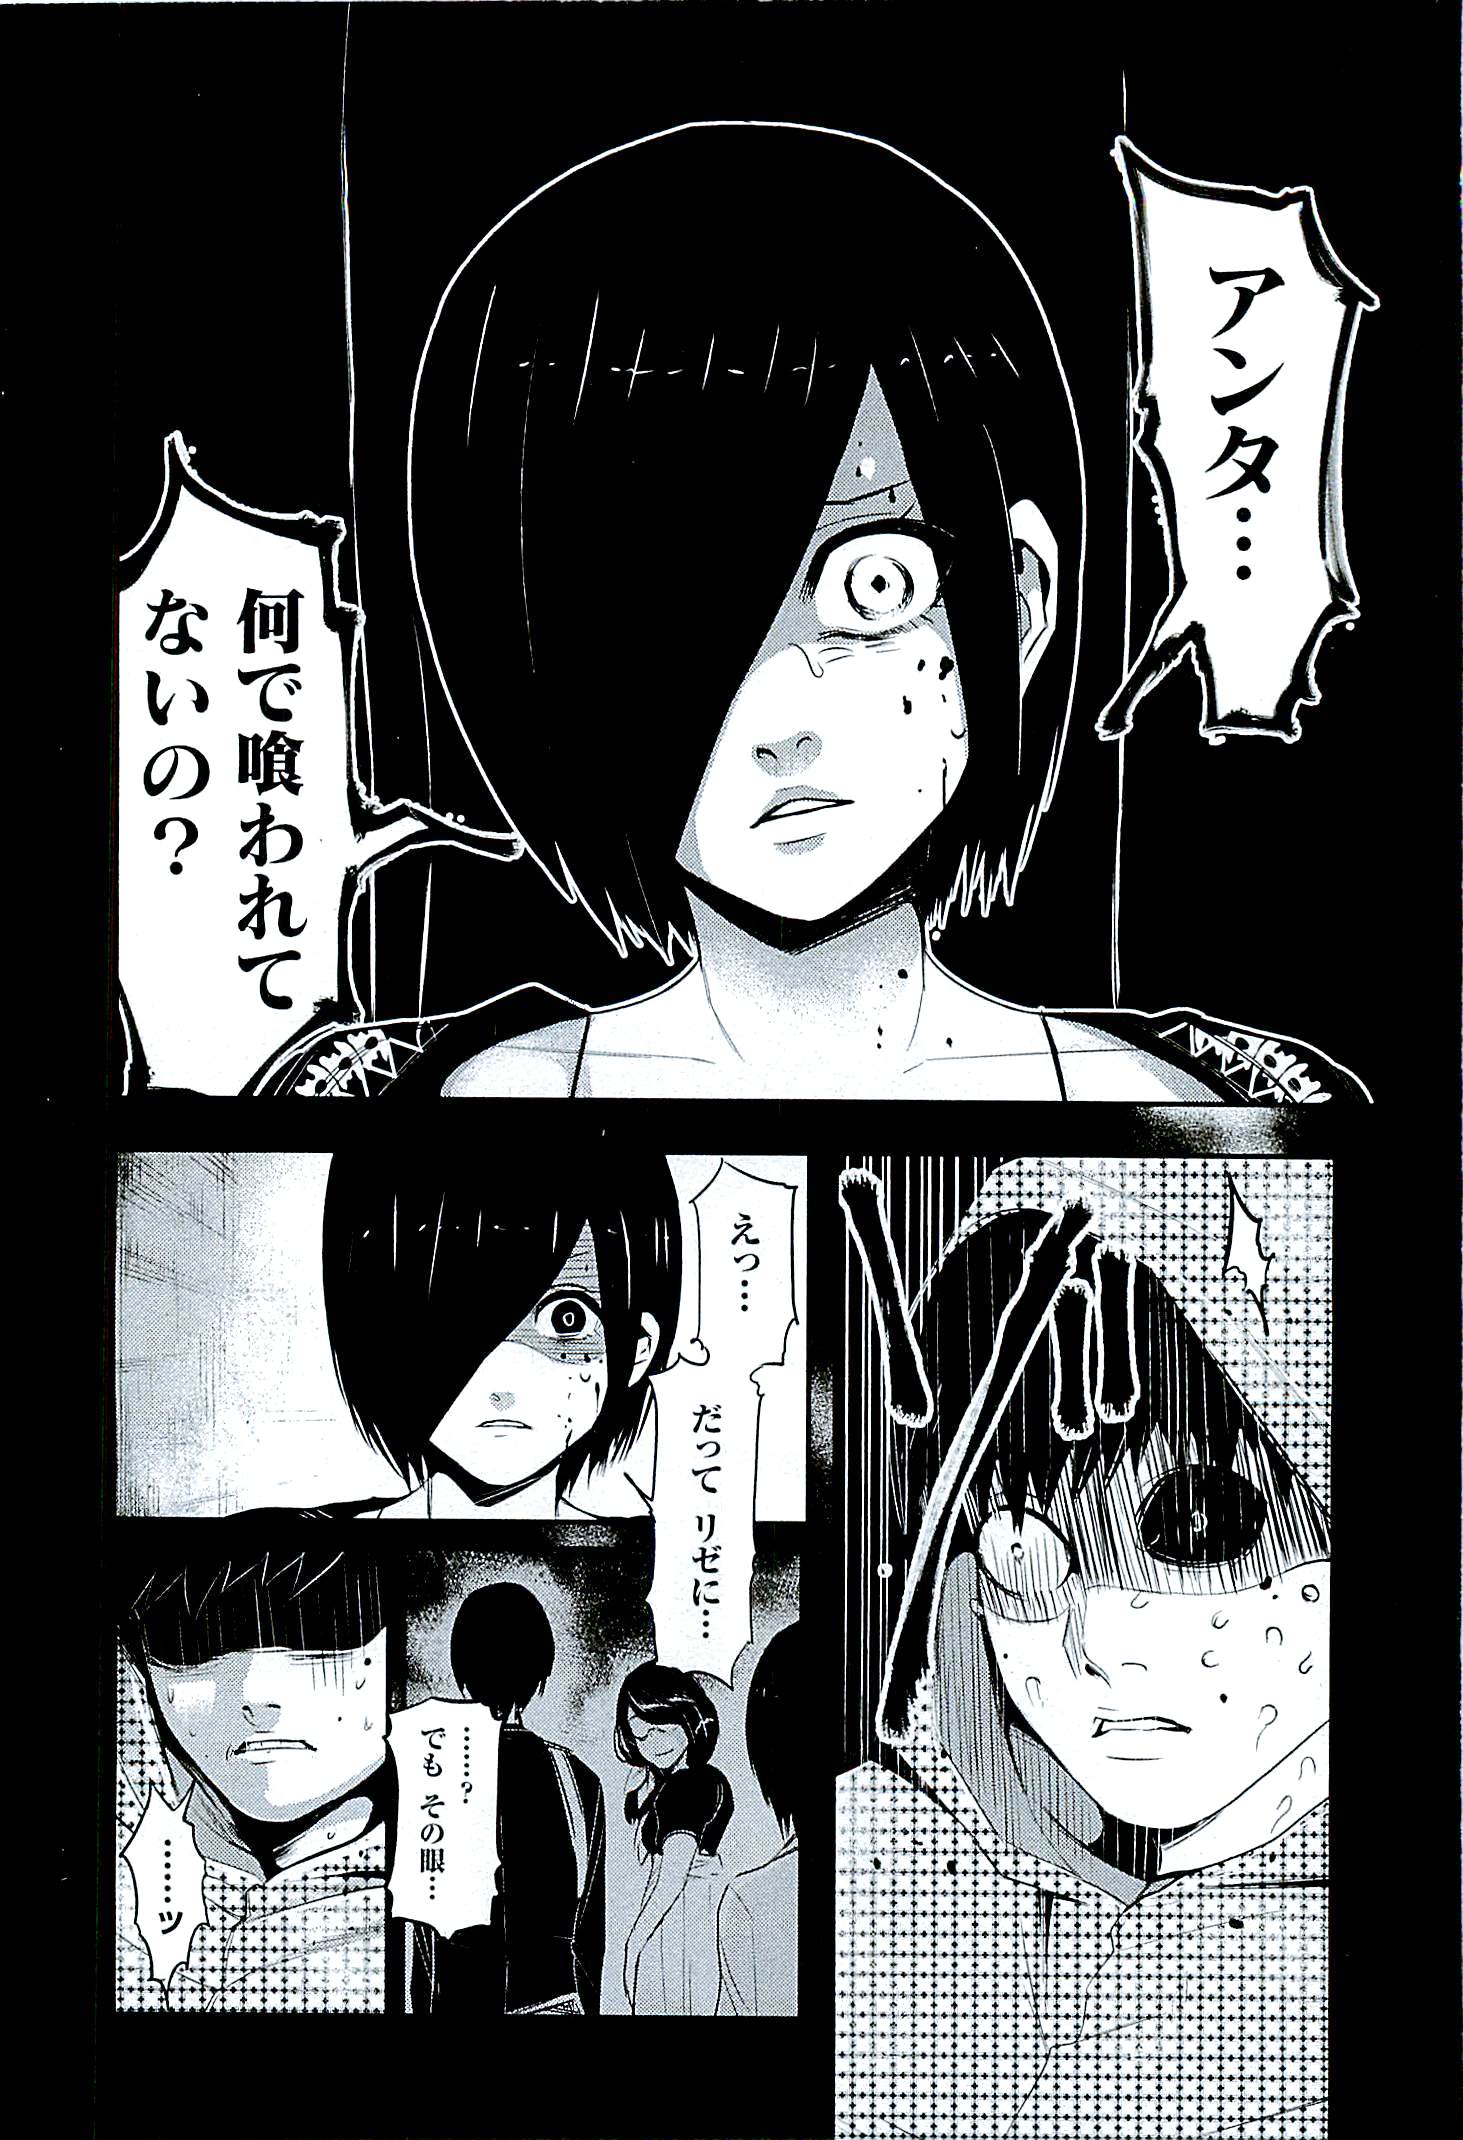 アンタ…
何で喰われて
ないの？
えっ…
だって リゼに…
……？
でも その眼…
……ッ